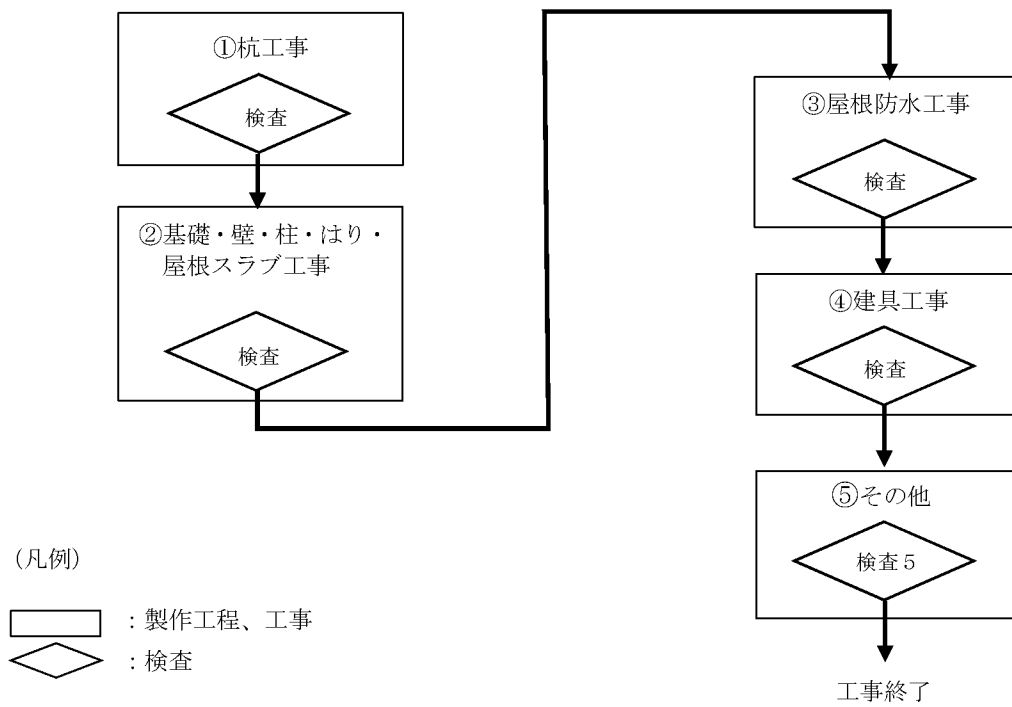 ①杭工事
検査
②基礎・壁・柱・はり・
屋根スラブ工事
検査
③屋根防水工事
検査
④建具工事
検査
⑤その他
検査５
工事終了
(凡例)
：製作工程、工事
：検査